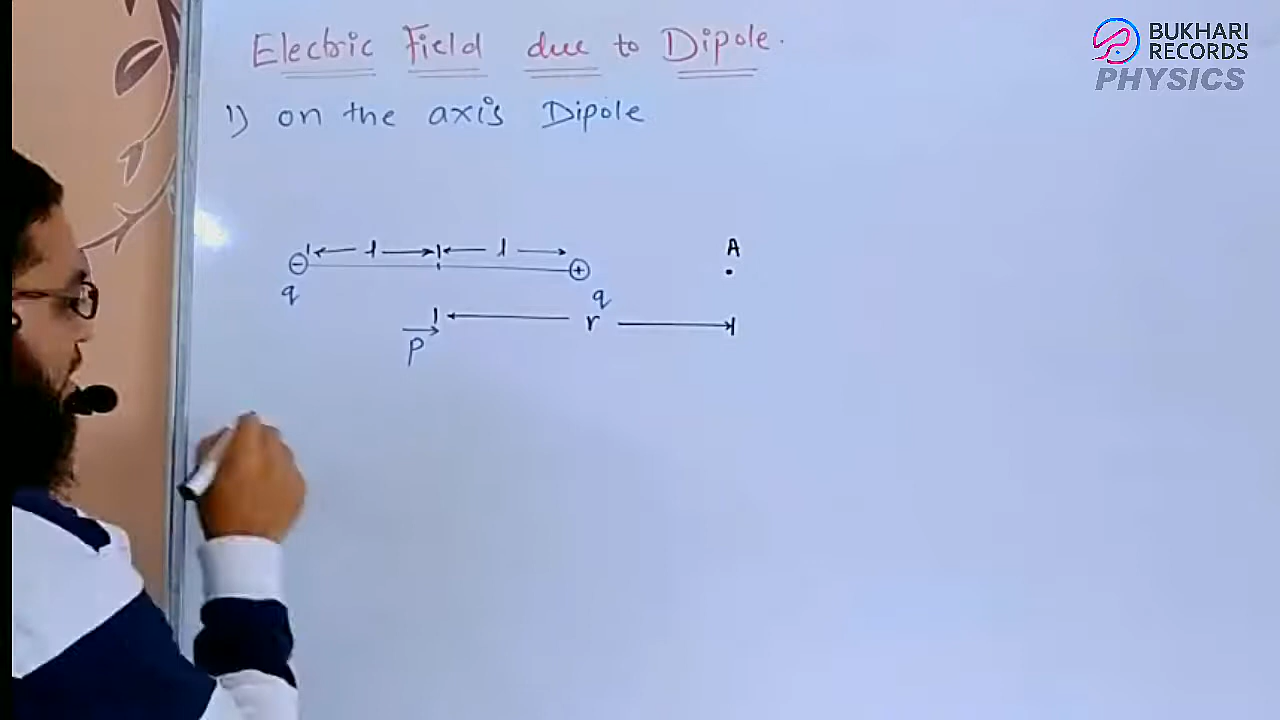 Electric Field due to Dipole.
BUKHARI
RECORDS
PHYSICS
1) on the axis Dipole
l l A
- +
q q
r
P